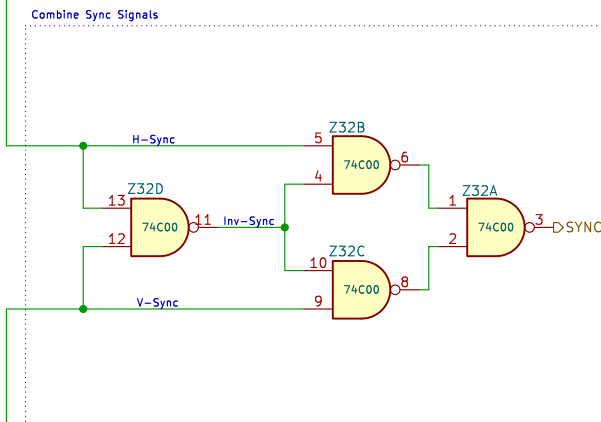 Combine Sync Signals
Z32B
H-Sync
5
6
74C00
4
Z32D
Z32A
13
1
11
Inv-Sync
74C00
74C00
3
SYNC
12
2
Z32C
10
8
74C00
V-Sync
9